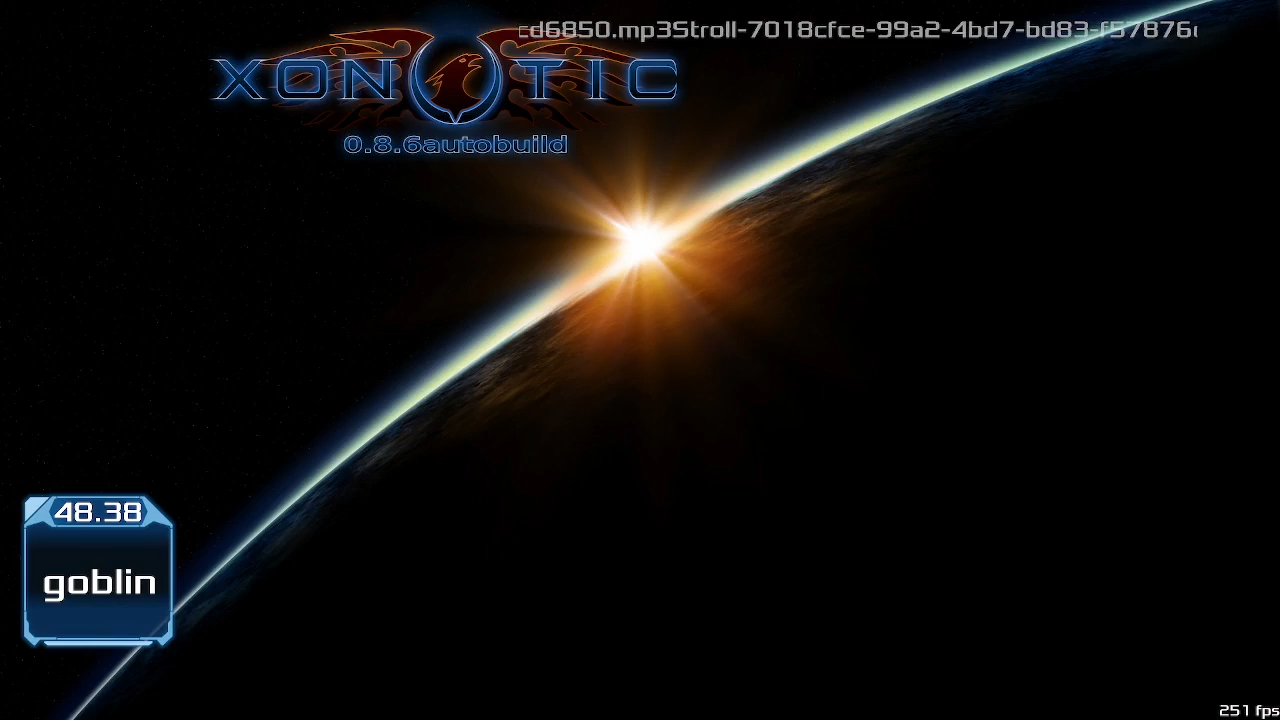 cd6850.mp3Stroll-7018cfce-99a2-4bd7-bd83-f57876
XONOTIC
0.8.6autobuild
48.38
goblin
251 fps